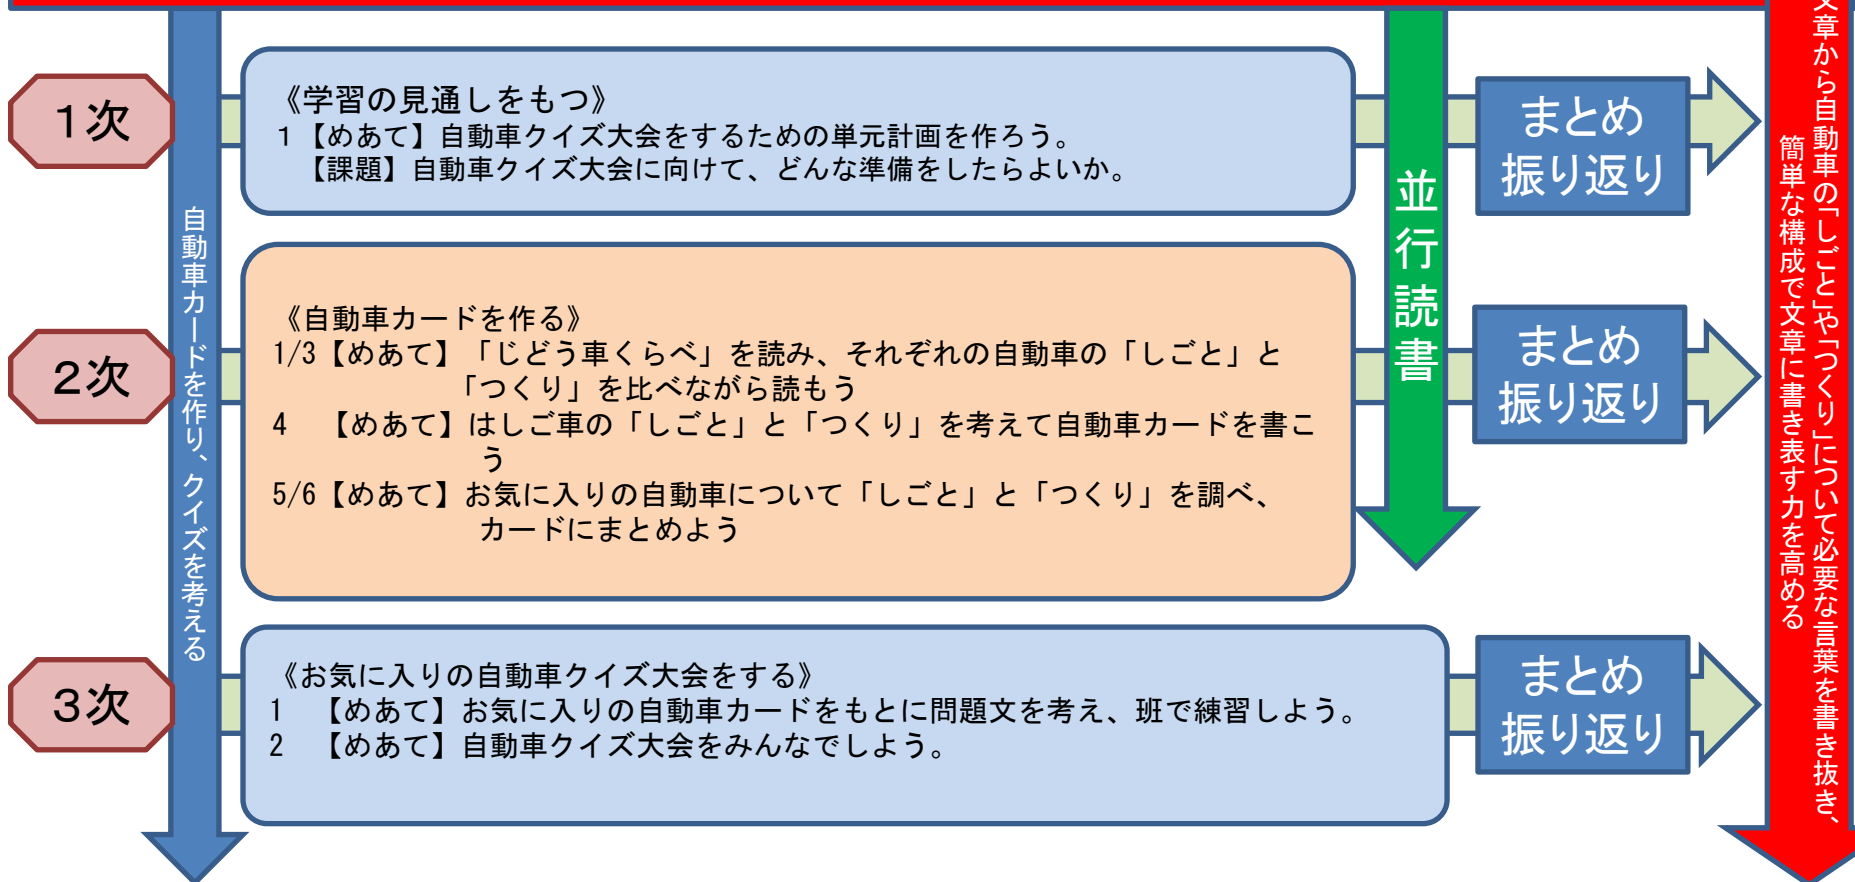 1次
《学習の見通しをもつ》
1【めあて】自動車クイズ大会をするための単元計画を作ろう。
【課題】自動車クイズ大会に向けて、どんな準備をしたらよいか。
まとめ
振り返り
2次
《自動車カードを作る》
1/3【めあて】「じどう車くらべ」を読み、それぞれの自動車の「しごと」と
「つくり」を比べながら読もう
4 【めあて】はしご車の「しごと」と「つくり」を考えて自動車カードを書こ
う
5/6【めあて】お気に入りの自動車について「しごと」と「つくり」を調べ、
カードにまとめよう
まとめ
振り返り
3次
《お気に入りの自動車クイズ大会をする》
1 【めあて】お気に入りの自動車カードをもとに問題文を考え、班で練習しよう。
2 【めあて】自動車クイズ大会をみんなでしよう。
まとめ
振り返り
自動車カードを作り、クイズを考える
並行読書
文章から自動車の「しごと」や「つくり」について必要な言葉を書き抜き、
簡単な構成で文章に書き表す力を高める